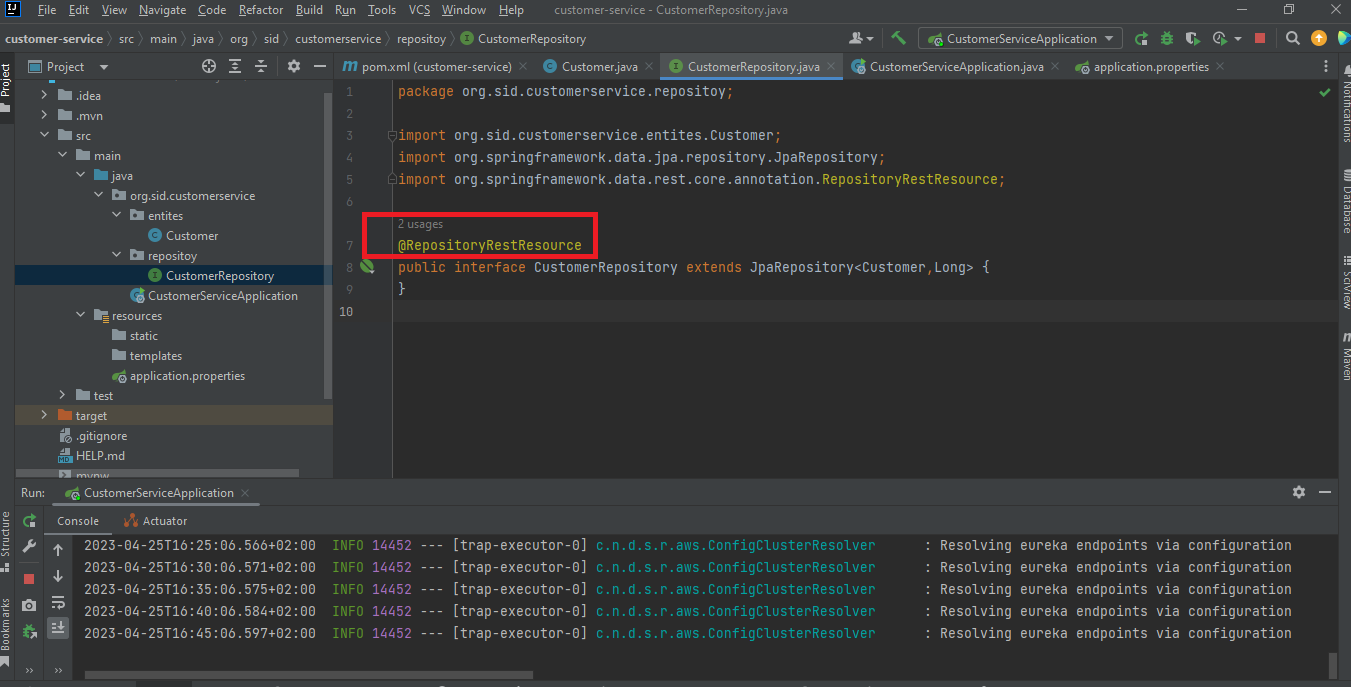 File Edit View Navigate Code Refactor Build Run Tools VCS Window Help customer-service - CustomerRepository.java
customer-service src main java org sid customerservice repositoy CustomerRepository CustomerServiceApplication
Project
pom.xml (customer-service) Customer.java CustomerRepository.java CustomerServiceApplication.java application.properties
Project
.idea
.mvn
src
main
java
org.sid.customerservice
entites
Customer
repositoy
CustomerRepository
CustomerServiceApplication
resources
static
templates
application.properties
test
target
.gitignore
HELP.md
mvnw
1 package org.sid.customerservice.repositoy;
2
3 import org.sid.customerservice.entites.Customer;
4 import org.springframework.data.jpa.repository.JpaRepository;
5 import org.springframework.data.rest.core.annotation.RepositoryRestResource;
6
2 usages
7 @RepositoryRestResource
8 public interface CustomerRepository extends JpaRepository<Customer,Long> {
9 }
10
Notifications
Database
SciView
Maven
Run: CustomerServiceApplication
Console Actuator
2023-04-25T16:25:06.566+02:00 INFO 14452 --- [trap-executor-0] c.n.d.s.r.aws.ConfigClusterResolver : Resolving eureka endpoints via configuration
2023-04-25T16:30:06.571+02:00 INFO 14452 --- [trap-executor-0] c.n.d.s.r.aws.ConfigClusterResolver : Resolving eureka endpoints via configuration
2023-04-25T16:35:06.575+02:00 INFO 14452 --- [trap-executor-0] c.n.d.s.r.aws.ConfigClusterResolver : Resolving eureka endpoints via configuration
2023-04-25T16:40:06.584+02:00 INFO 14452 --- [trap-executor-0] c.n.d.s.r.aws.ConfigClusterResolver : Resolving eureka endpoints via configuration
2023-04-25T16:45:06.597+02:00 INFO 14452 --- [trap-executor-0] c.n.d.s.r.aws.ConfigClusterResolver : Resolving eureka endpoints via configuration
Structure
Bookmarks